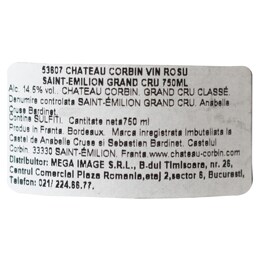 53807 CHATEAU CORBIN VIN ROSU
SAINT-EMILION GRAND CRU 750ML
Alc. 14,5% vol., CHATEAU CORBIN. GRAND CRU CLASSÉ.
Denumire controlata SAINT-ÉMILION GRAND CRU. Anabelle
Cruse Bardinet.
Contine SULFITI. Cantitate neta750 ml
Produs in Franta. Bordeaux. Marca inregistrata imbuteliata la
Castelul de Anabelle Cruse si Sebastien Bardinet. Castelul
Corbin. 33330 SAINT-ÉMILION. Franta. www.chateau-corbin.com
Distribuitor: MEGA IMAGE S.R.L., B-dul Timisoara, nr. 26,
Centrul Comercial Plaza Romania,etaj 2,sector 6, Bucuresti,
Telefon: 021/ 224.66.77.